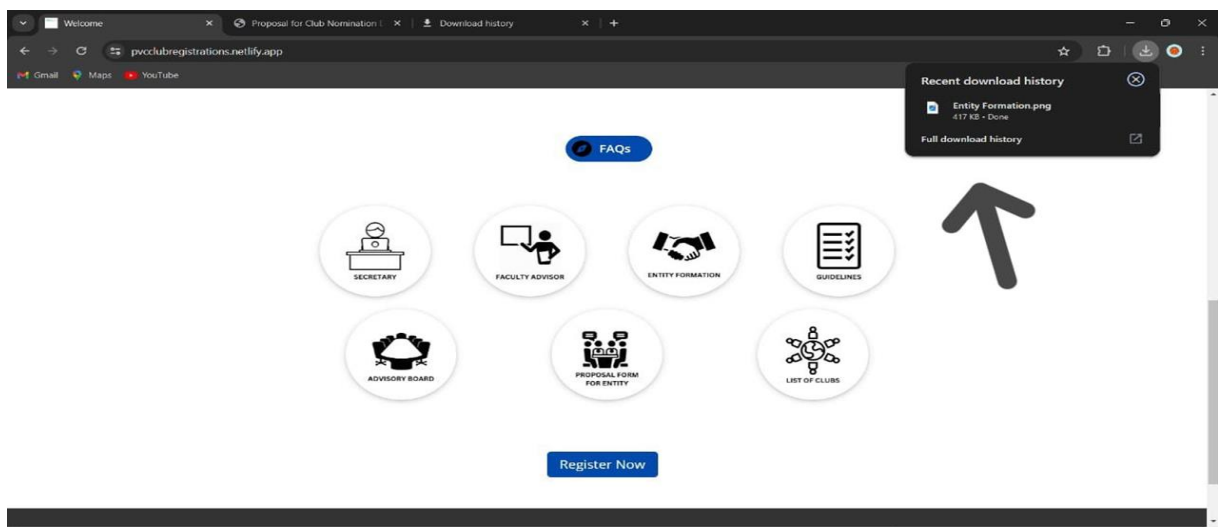 Welcome
Proposal for Club Nomination
Download history
pvcclubregistrations.netlify.app
Gmail
Maps
YouTube
Recent download history
Entity Formation.png
417 KB • Done
Full download history
FAQs
SECRETARY
FACULTY ADVISOR
ENTITY FORMATION
GUIDELINES
ADVISORY BOARD
PROPOSAL FORM
FOR ENTITY
LIST OF CLUBS
Register Now